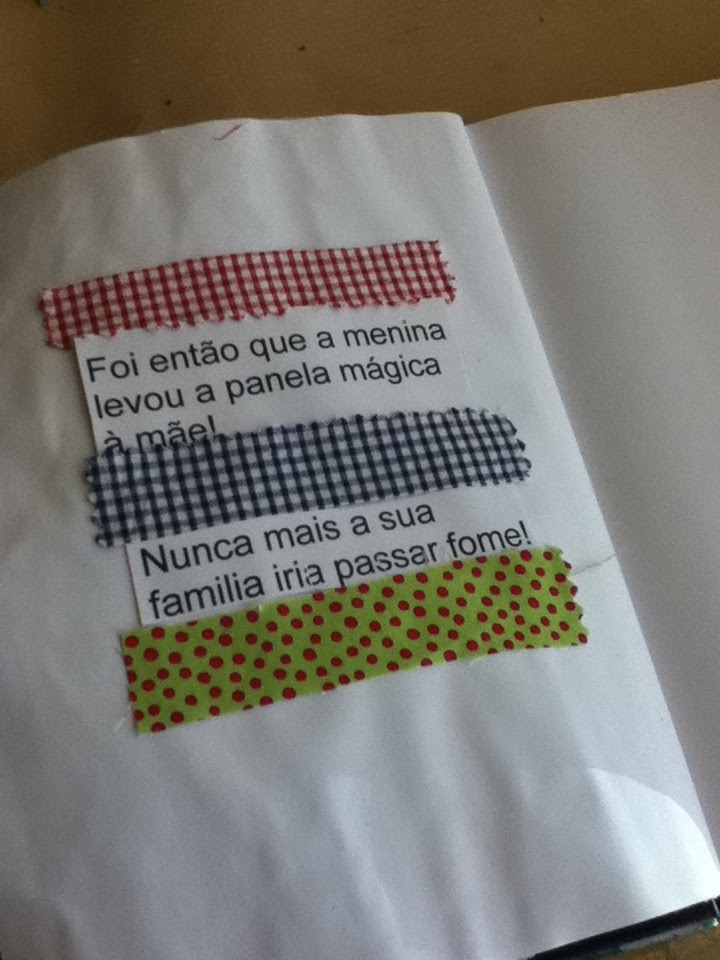 Foi então que a menina
levou a panela mágica
à mãe!
Nunca mais a sua
familia iria passar fome!